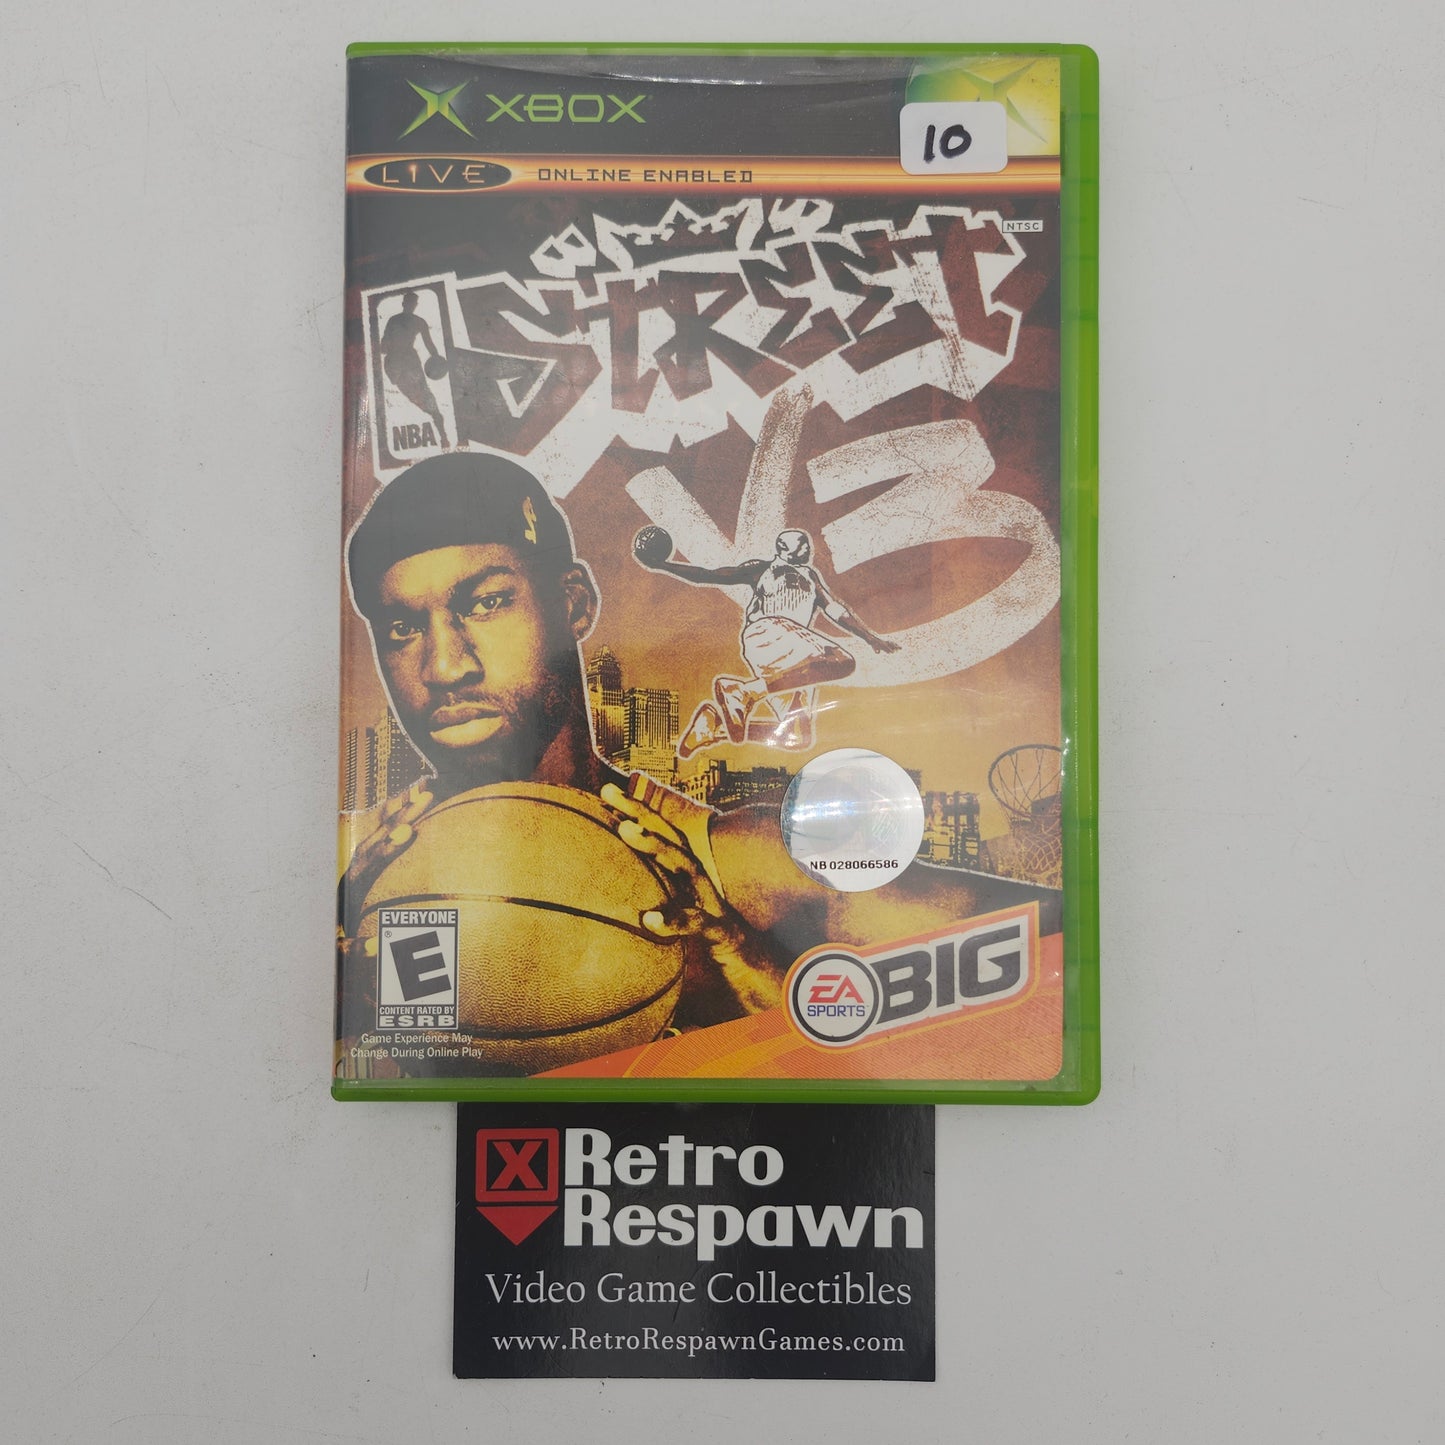 XBOX
10
LIVE ONLINE ENABLED
NTSC
STREET
NBA
V3
NB 028066586
EVERYONE
E
®
CONTENT RATED BY
ESRB
Game Experience May
Change During Online Play
EA
SPORTS
BIG
X
Retro
Respawn
Video Game Collectibles
www.RetroRespawnGames.com